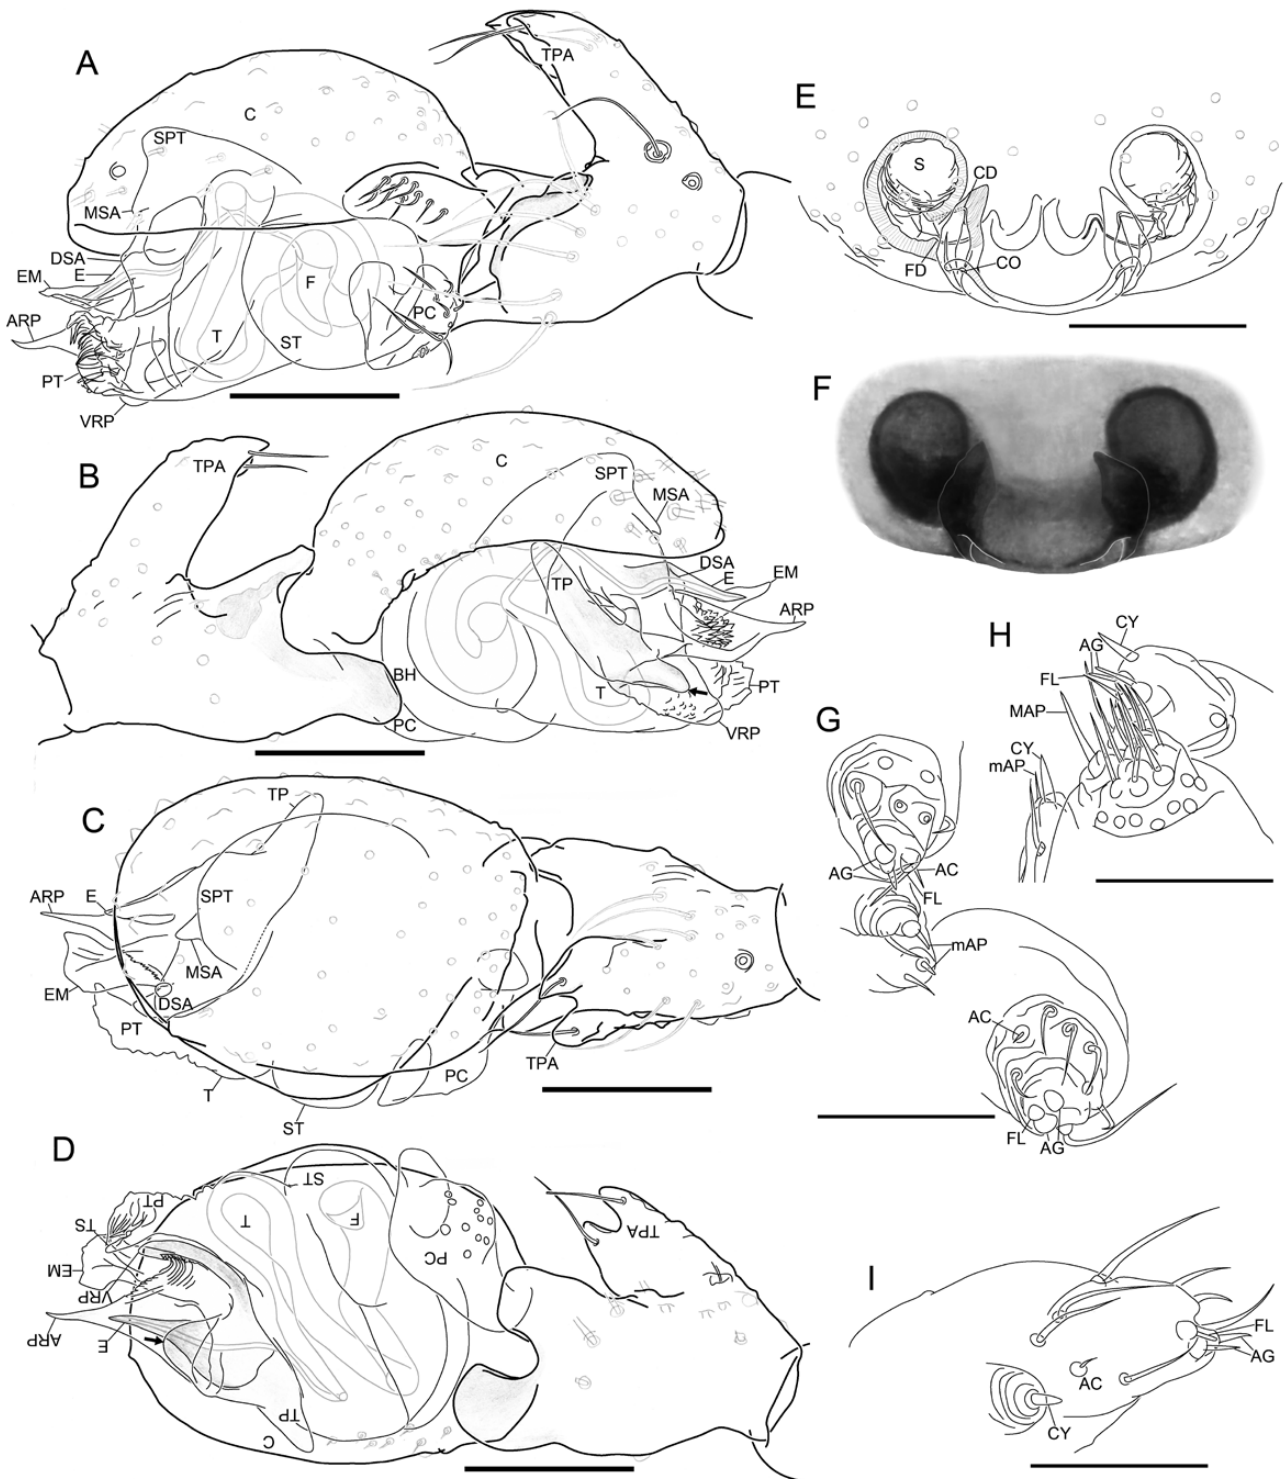 A
TPA
C
SPT
MSA
DSA
EM
E
ARP
PT
VRP
T
F
ST
PC
B
TPA
C
SPT
MSA
TP
DSA
E
EM
ARP
BH
T
PT
PC
VRP
C
TP
ARP
E
SPT
MSA
EM
DSA
PT
T
ST
PC
TPA
D
ST
PT
TS
T
F
TPA
EM
PC
VRP
ARP
E
TP
C
E
S
CD
FD
CO
F
H
CY
AG
FL
MAP
CY
mAP
G
AG
AC
FL
mAP
AC
FL
AG
I
FL
AG
AC
CY